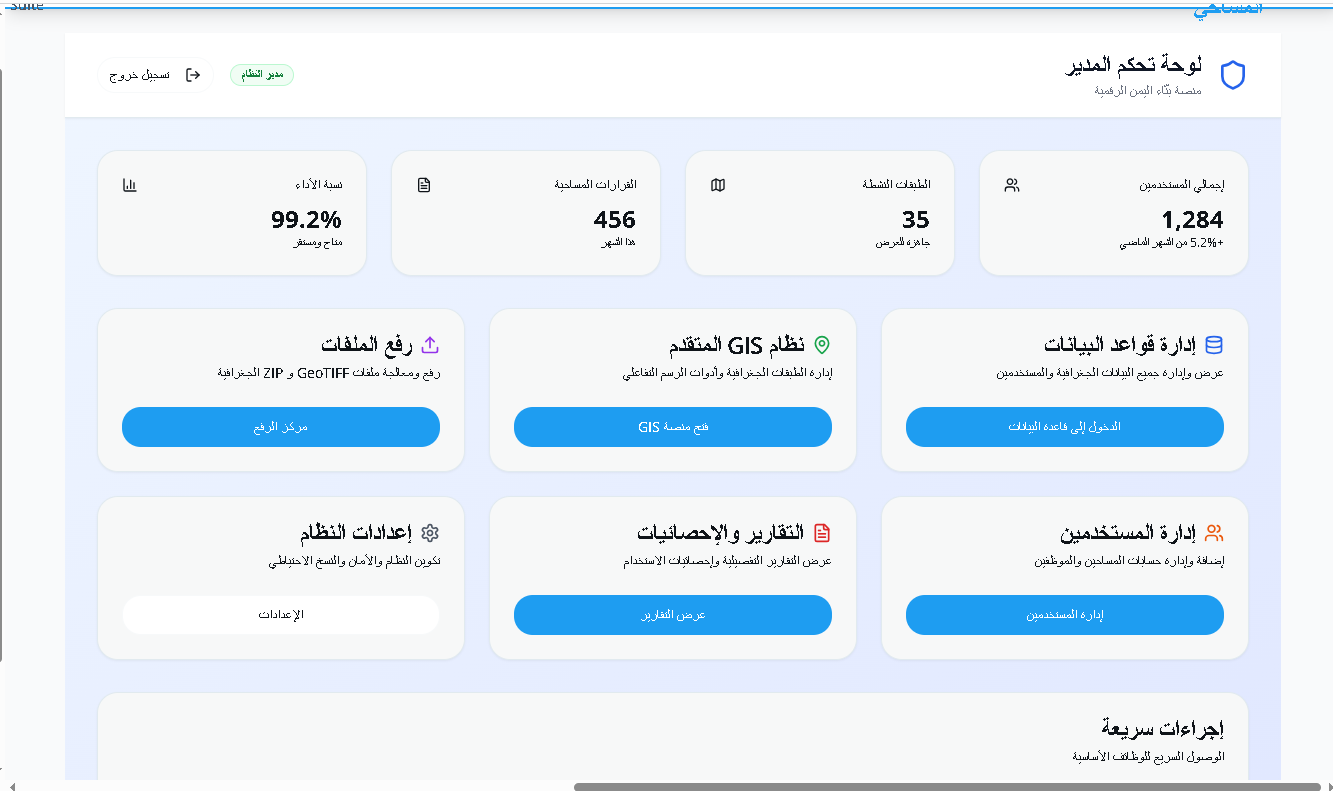 المساحي
Suite
لوحة تحكم المدير
منصة بنّاء اليمن الرقمية
مدير النظام
تسجيل خروج
إجمالي المستخدمين
1,284
+5.2% من الشهر الماضي
الطبقات النشطة
35
جاهزة للعرض
القرارات المساحية
456
هذا الشهر
نسبة الأداء
99.2%
متاح ومستقر
إدارة قواعد البيانات
عرض وإدارة جميع البيانات الجغرافية والمستخدمين
الدخول إلى قاعدة البيانات
نظام GIS المتقدم
إدارة الطبقات الجغرافية وأدوات الرسم التفاعلي
فتح منصة GIS
رفع الملفات
رفع ومعالجة ملفات GeoTIFF و ZIP الجغرافية
مركز الرفع
إدارة المستخدمين
إضافة وإدارة حسابات المساحين والموظفين
إدارة المستخدمين
التقارير والإحصائيات
عرض التقارير التفصيلية وإحصائيات الاستخدام
عرض التقارير
إعدادات النظام
تكوين النظام والأمان والنسخ الاحتياطي
الإعدادات
إجراءات سريعة
الوصول السريع للوظائف الأساسية